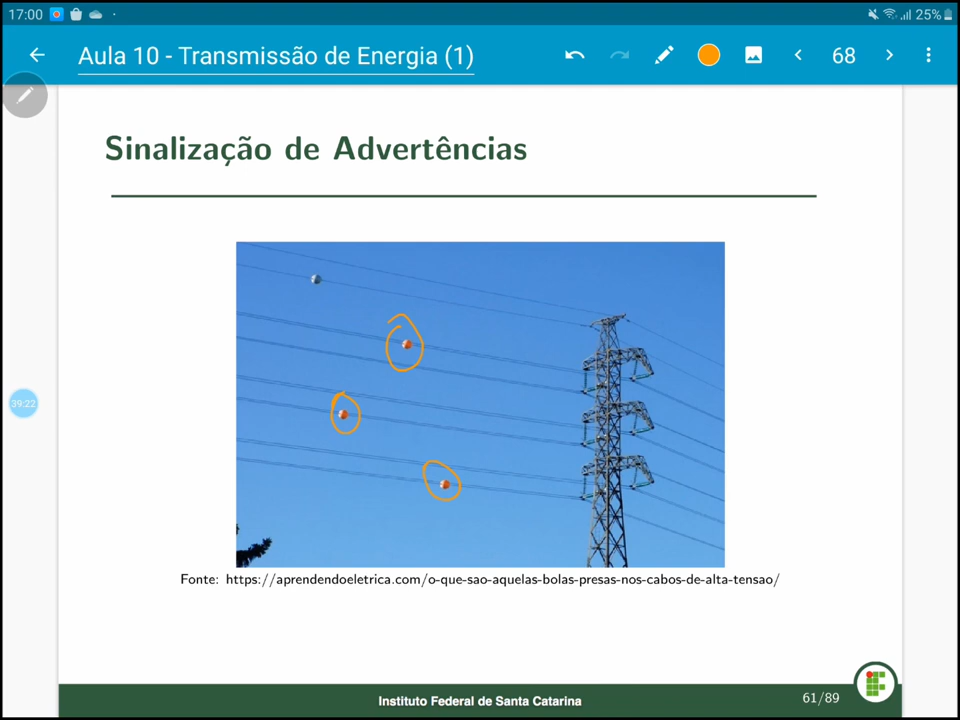 17:00
25%
Aula 10 - Transmissão de Energia (1)
68
39:22
Sinalização de Advertências
Fonte: https://aprendendoeletrica.com/o-que-sao-aquelas-bolas-presas-nos-cabos-de-alta-tensao/
Instituto Federal de Santa Catarina
61/89